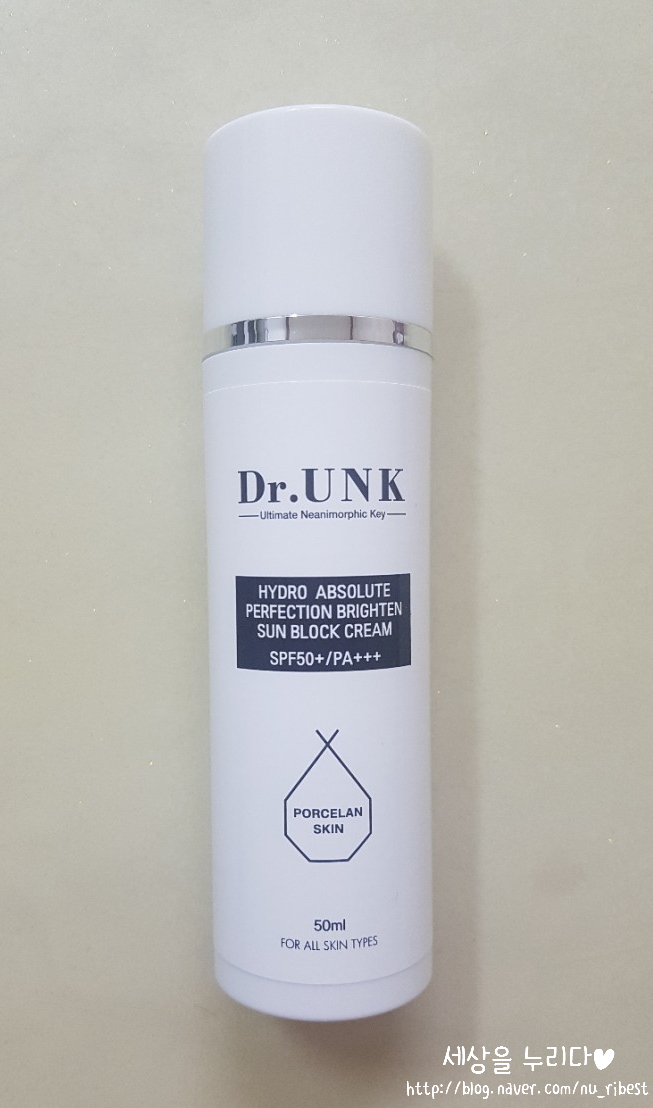 Dr.UNK
Ultimate Neanimorphic Key
HYDRO ABSOLUTE
PERFECTION BRIGHTEN
SUN BLOCK CREAM
SPF50+/PA+++
PORCELAN
SKIN
50ml
FOR ALL SKIN TYPES
세상을 누리다♥
http://blog.naver.com/nu_ribest